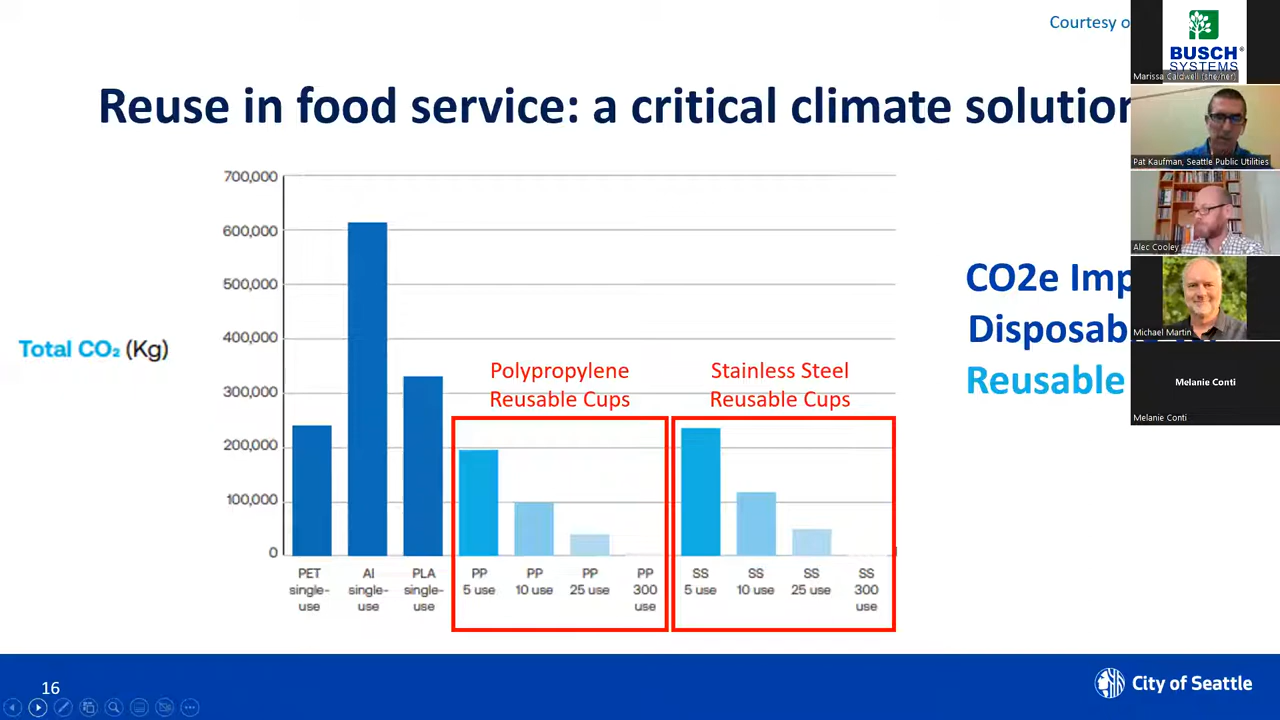 Courtesy o
BUSCH
SYSTEMS
Marissa Caldwell (she/her)
Reuse in food service: a critical climate solution
Pat Kaufman, Seattle Public Utilities
Alec Cooley
Michael Martin
Melanie Conti
Melanie Conti
700,000
600,000
500,000
400,000
300,000
200,000
100,000
0
Total CO₂ (Kg)
Polypropylene
Reusable Cups
Stainless Steel
Reusable Cups
CO2e Imp
Disposab
Reusable
PET
single-
use
Al
single-
use
PLA
single-
use
PP
5 use
PP
10 use
PP
25 use
PP
300
use
SS
5 use
SS
10 use
SS
25 use
SS
300
use
16
City of Seattle